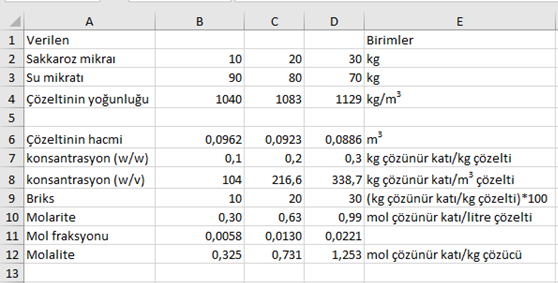 A B C D E
1 Verilen Birimler
2 Sakkaroz mikraı 10 20 30 kg
3 Su mikratı 90 80 70 kg
4 Çözeltinin yoğunluğu 1040 1083 1129 kg/m³
5
6 Çözeltinin hacmi 0,0962 0,0923 0,0886 m³
7 konsantrasyon (w/w) 0,1 0,2 0,3 kg çözünür katı/kg çözelti
8 konsantrasyon (w/v) 104 216,6 338,7 kg çözünür katı/m³ çözelti
9 Briks 10 20 30 (kg çözünür katı/kg çözelti)*100
10 Molarite 0,30 0,63 0,99 mol çözünür katı/litre çözelti
11 Mol fraksyonu 0,0058 0,0130 0,0221
12 Molalite 0,325 0,731 1,253 mol çözünür katı/kg çözücü
13